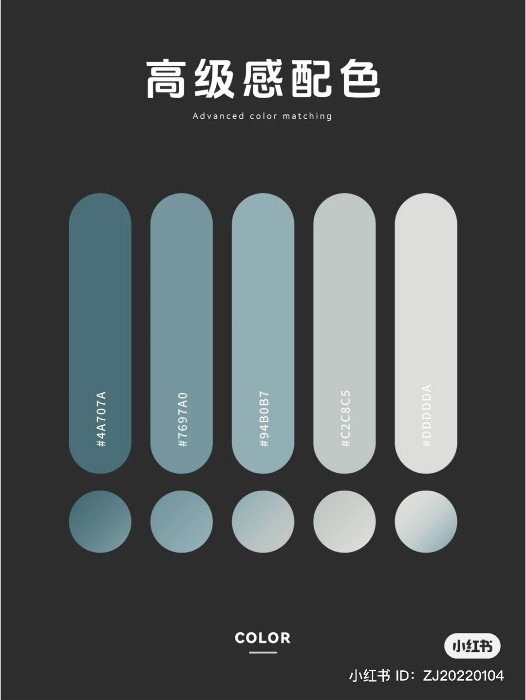 高级感配色
Advanced color matching
#4A707A
#7697A0
#94B0B7
#C2C8C5
#DDDDDA
COLOR
小红书
小红书 ID：ZJ20220104